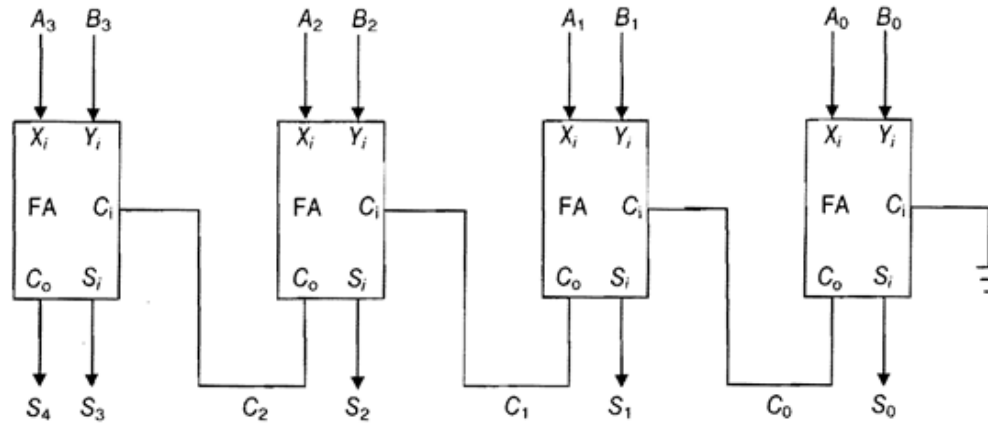 A₃ B₃ A₂ B₂ A₁ B₁ A₀ B₀
Xᵢ Yᵢ Xᵢ Yᵢ Xᵢ Yᵢ Xᵢ Yᵢ
FA Cᵢ FA Cᵢ FA Cᵢ FA Cᵢ
Cₒ Sᵢ Cₒ Sᵢ Cₒ Sᵢ Cₒ Sᵢ
S₄ S₃ C₂ S₂ C₁ S₁ C₀ S₀